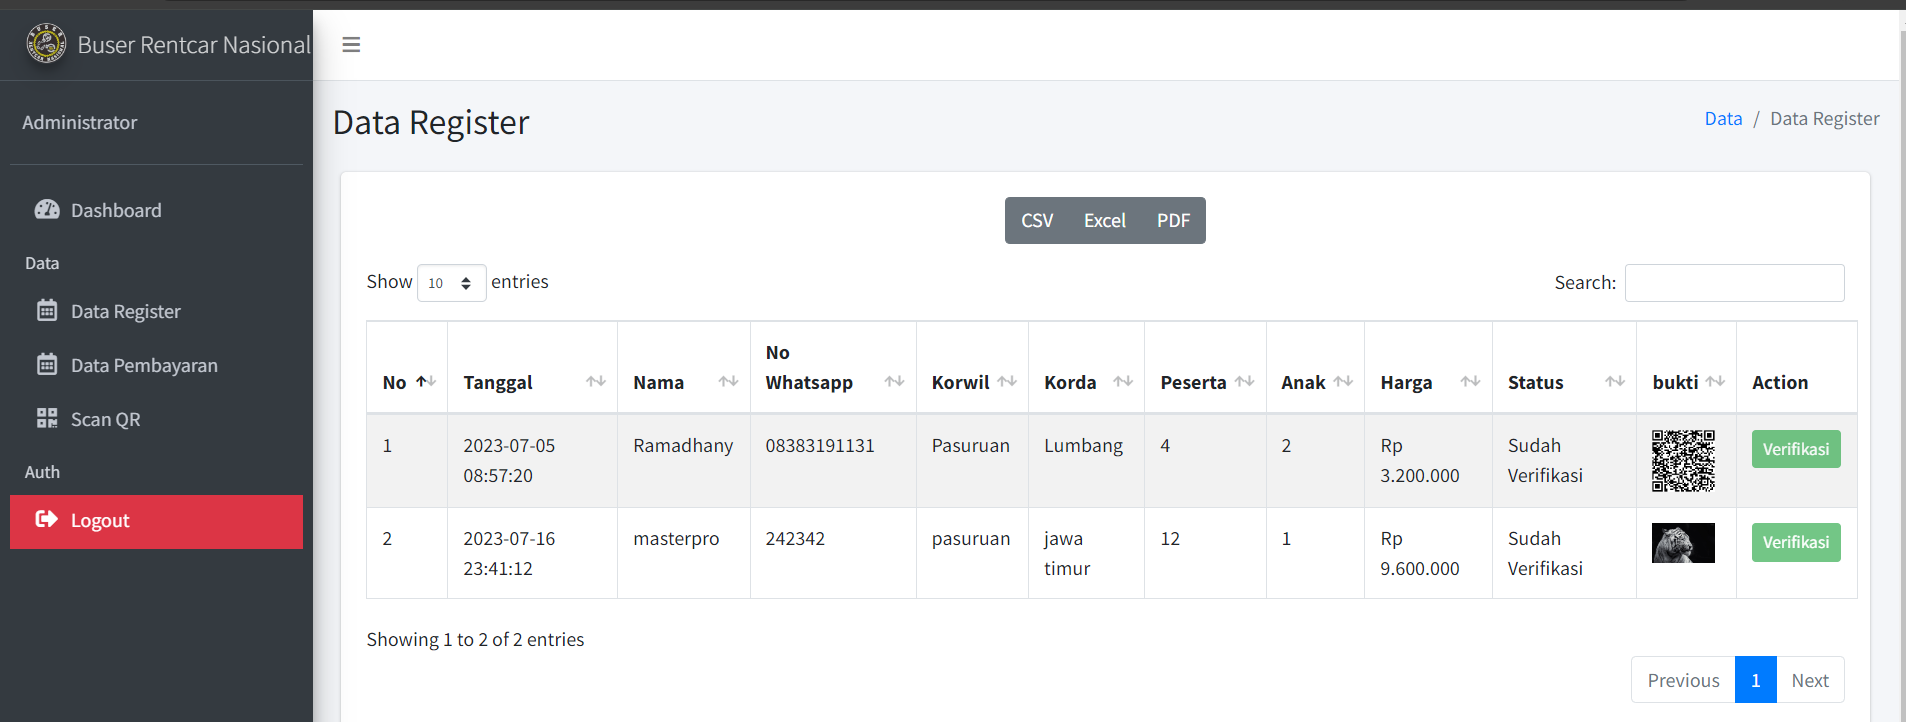 Buser Rentcar Nasional
Administrator
Dashboard
Data
Data Register
Data Pembayaran
Scan QR
Auth
Logout
Data Register
Data / Data Register
CSV Excel PDF
Show 10 entries
Search:
No Tanggal Nama No Whatsapp Korwil Korda Peserta Anak Harga Status bukti Action
1 2023-07-05 08:57:20 Ramadhany 08383191131 Pasuruan Lumbang 4 2 Rp 3.200.000 Sudah Verifikasi Verifikasi
2 2023-07-16 23:41:12 masterpro 242342 pasuruan jawa timur 12 1 Rp 9.600.000 Sudah Verifikasi Verifikasi
Showing 1 to 2 of 2 entries
Previous 1 Next